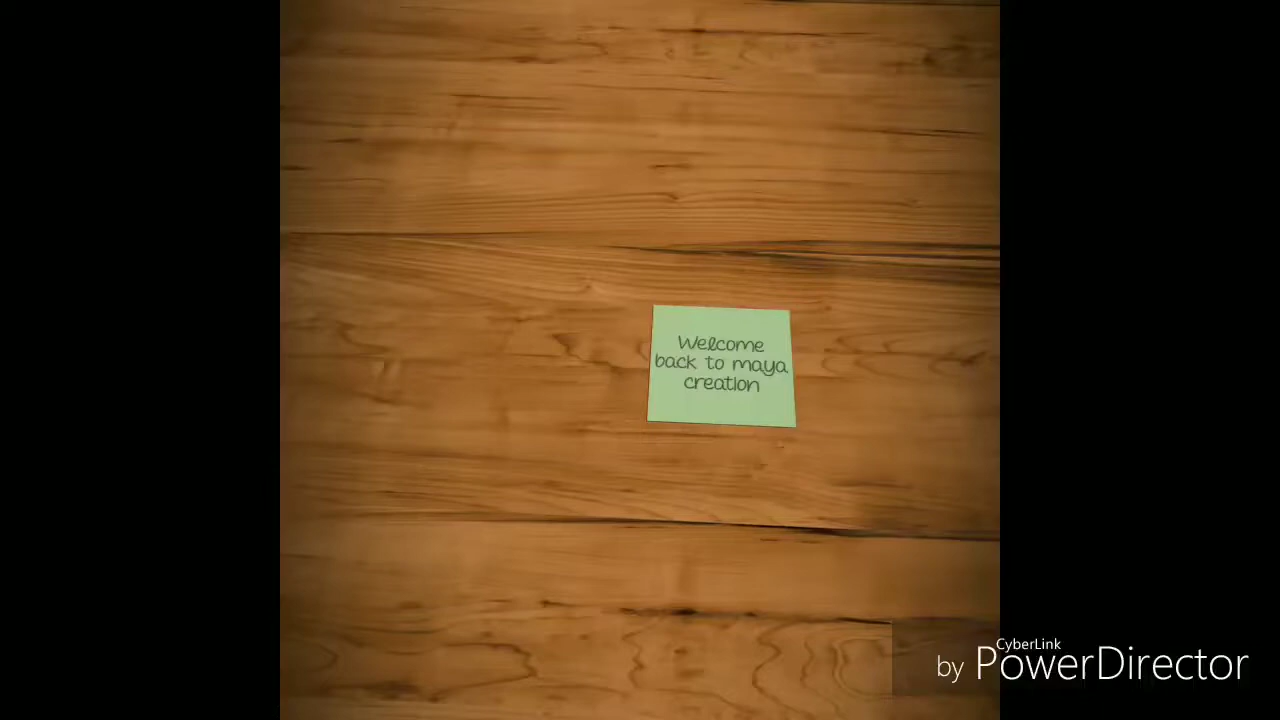 Welcome
back to maya
creation
CyberLink
by PowerDirector